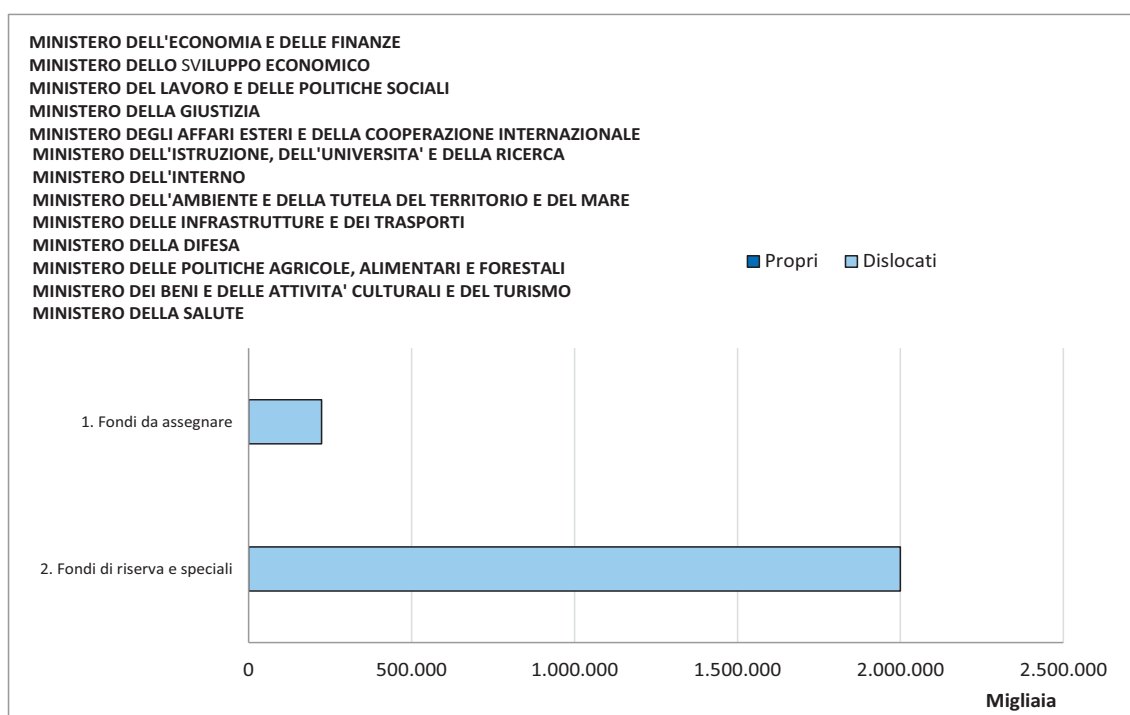 MINISTERO DELL'ECONOMIA E DELLE FINANZE
MINISTERO DELLO SVILUPPO ECONOMICO
MINISTERO DEL LAVORO E DELLE POLITICHE SOCIALI
MINISTERO DELLA GIUSTIZIA
MINISTERO DEGLI AFFARI ESTERI E DELLA COOPERAZIONE INTERNAZIONALE
MINISTERO DELL'ISTRUZIONE, DELL'UNIVERSITA' E DELLA RICERCA
MINISTERO DELL'INTERNO
MINISTERO DELL'AMBIENTE E DELLA TUTELA DEL TERRITORIO E DEL MARE
MINISTERO DELLE INFRASTRUTTURE E DEI TRASPORTI
MINISTERO DELLA DIFESA
MINISTERO DELLE POLITICHE AGRICOLE, ALIMENTARI E FORESTALI
MINISTERO DEI BENI E DELLE ATTIVITA' CULTURALI E DEL TURISMO
MINISTERO DELLA SALUTE
Propri Dislocati
1. Fondi da assegnare
2. Fondi di riserva e speciali
0 500.000 1.000.000 1.500.000 2.000.000 2.500.000
Migliaia